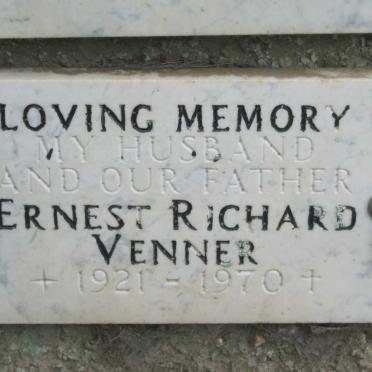 LOVING MEMORY
MY HUSBAND
AND OUR FATHER
ERNEST RICHARD
VENNER
+ 1921 - 1970 +